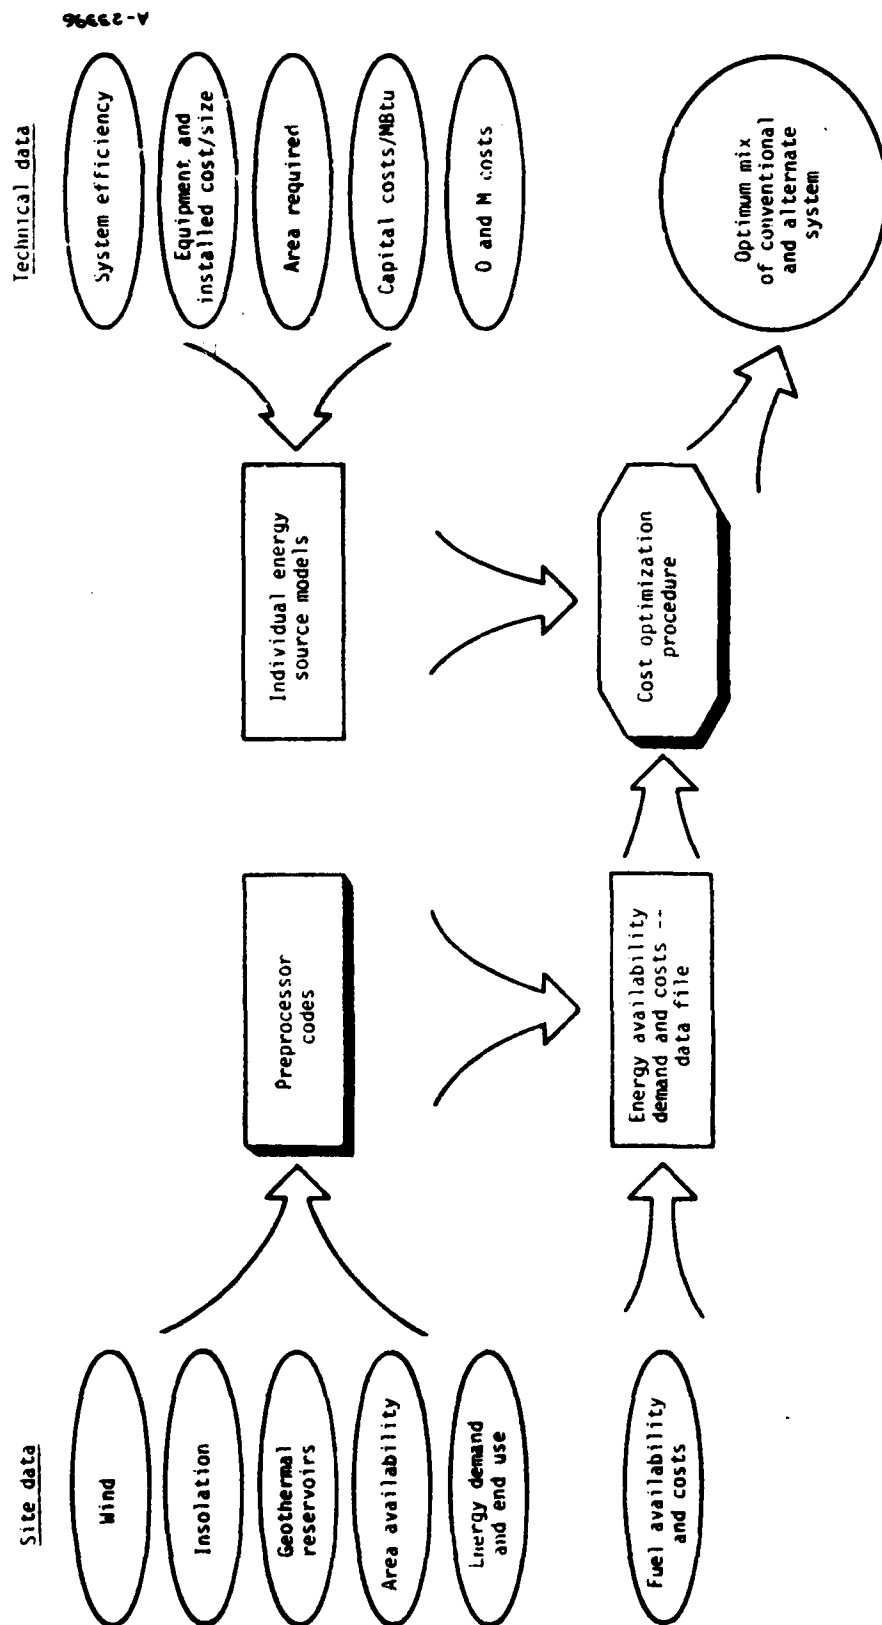 Site data
Wind
Insolation
Geothermal
reservoirs
Area availability
Energy demand
and end use
Fuel availability
and costs
Preprocessor
codes
Energy availability
demand and costs --
data file
Individual energy
source models
Cost optimization
procedure
Technical data
System efficiency
Equipment and
installed cost/size
Area required
Capital costs/MBtu
O and M costs
Optimum mix
of conventional
and alternate
system
A-23996